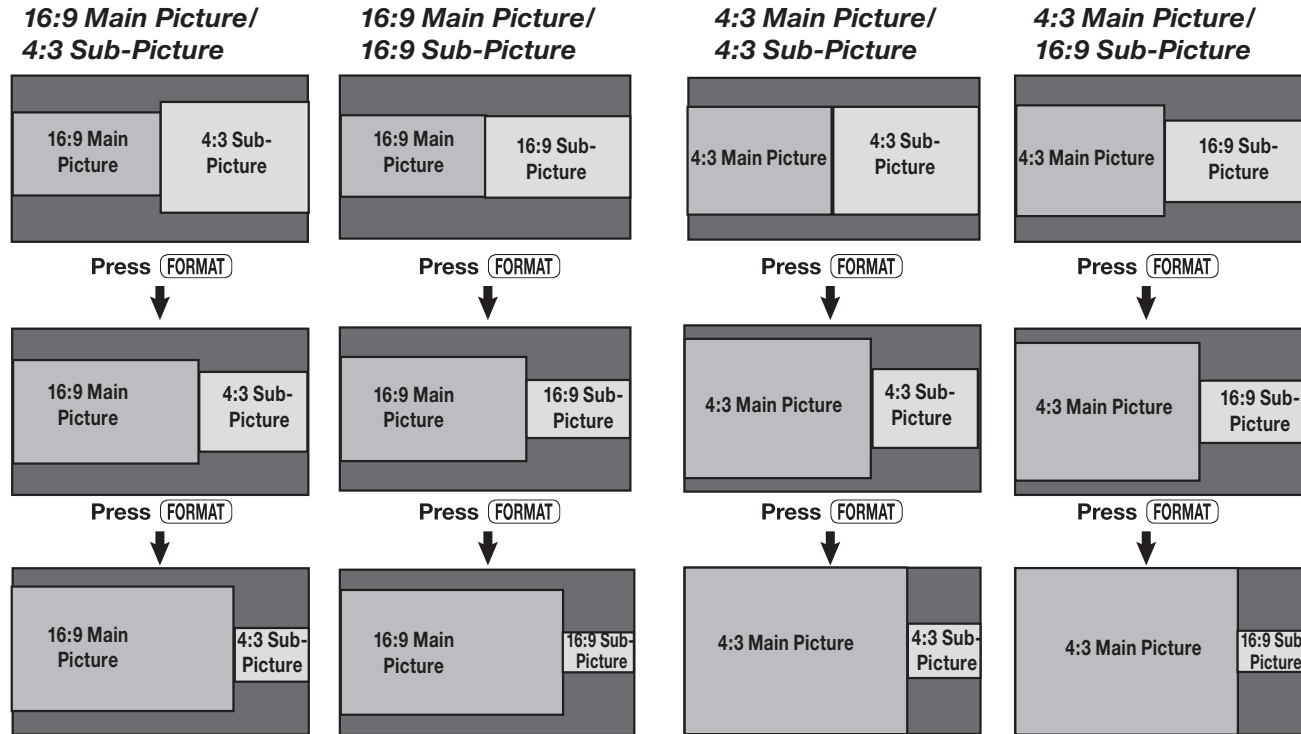 16:9 Main Picture/
4:3 Sub-Picture
16:9 Main Picture/
16:9 Sub-Picture
4:3 Main Picture/
4:3 Sub-Picture
4:3 Main Picture/
16:9 Sub-Picture
16:9 Main
Picture
4:3 Sub-
Picture
16:9 Main
Picture
16:9 Sub-
Picture
4:3 Main Picture
4:3 Sub-
Picture
4:3 Main Picture
16:9 Sub-
Picture
Press FORMAT
Press FORMAT
Press FORMAT
Press FORMAT
16:9 Main
Picture
4:3 Sub-
Picture
16:9 Main
Picture
16:9 Sub-
Picture
4:3 Main Picture
4:3 Sub-
Picture
4:3 Main Picture
16:9 Sub-
Picture
Press FORMAT
Press FORMAT
Press FORMAT
Press FORMAT
16:9 Main
Picture
4:3 Sub-
Picture
16:9 Main
Picture
16:9 Sub-
Picture
4:3 Main Picture
4:3 Sub-
Picture
4:3 Main Picture
16:9 Sub
Picture